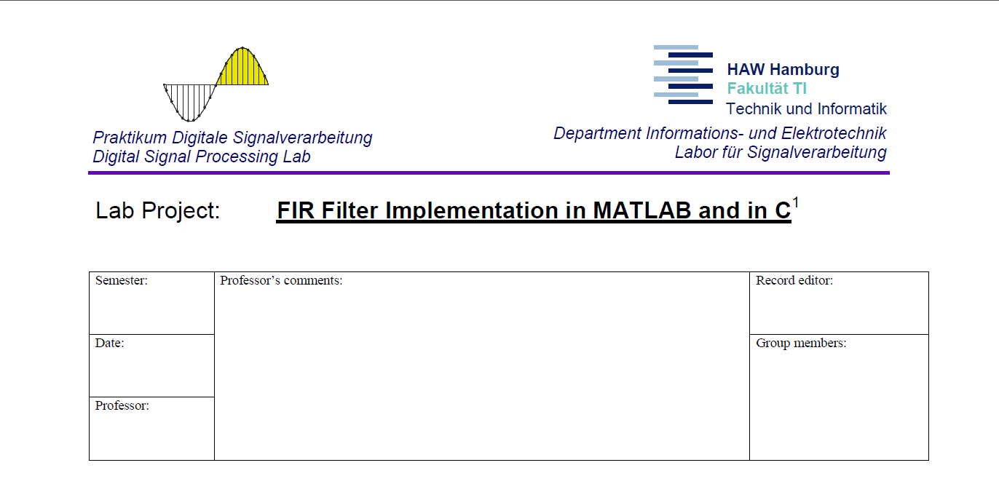 HAW Hamburg
Fakultät TI
Technik und Informatik
Praktikum Digitale Signalverarbeitung
Digital Signal Processing Lab
Department Informations- und Elektrotechnik
Labor für Signalverarbeitung
Lab Project: FIR Filter Implementation in MATLAB and in C1
Semester:
Professor's comments:
Record editor:
Date:
Group members:
Professor: